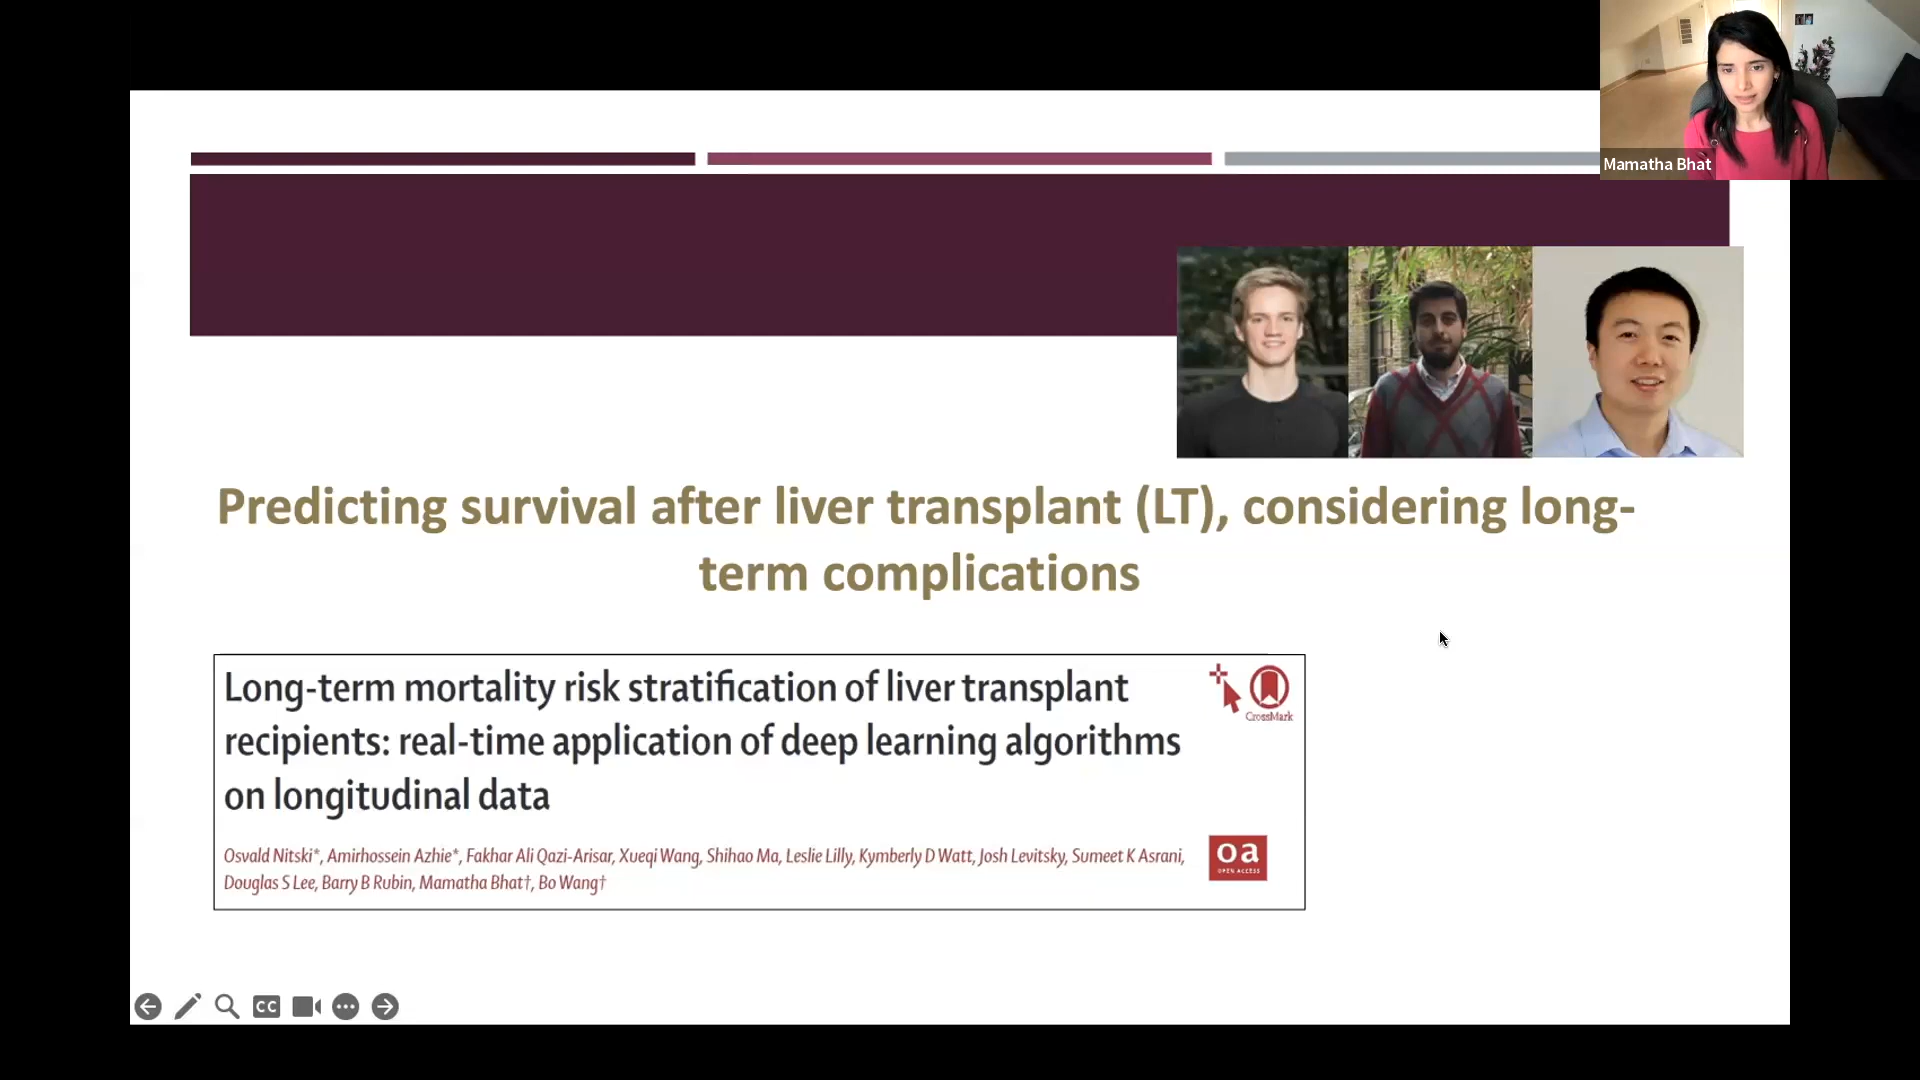 Mamatha Bhat
Predicting survival after liver transplant (LT), considering long-
term complications
Long-term mortality risk stratification of liver transplant
recipients: real-time application of deep learning algorithms
on longitudinal data
CrossMark
Osvald Nitski*, Amirhossein Azhie*, Fakhar Ali Qazi-Arisar, Xueqi Wang, Shihao Ma, Leslie Lilly, Kymberly D Watt, Josh Levitsky, Sumeet K Asrani,
Douglas S Lee, Barry B Rubin, Mamatha Bhat†, Bo Wang†
oa
OPEN ACCESS
CC